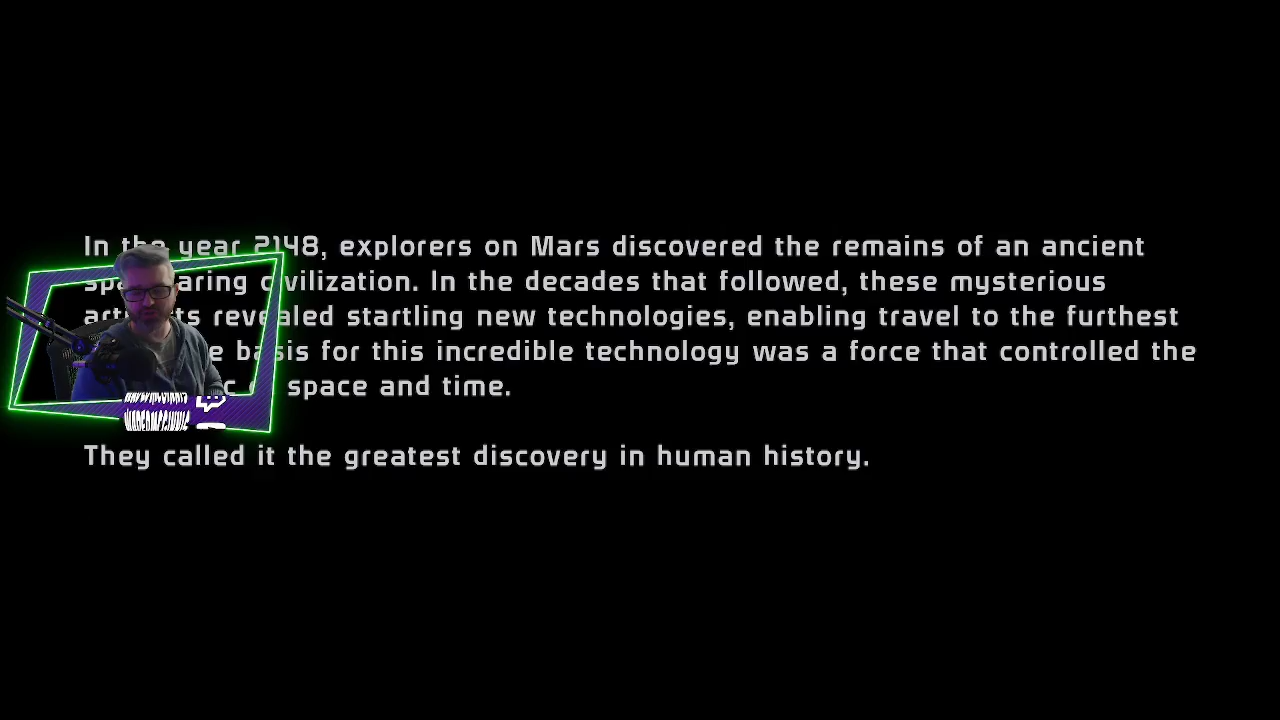 In the year 2148, explorers on Mars discovered the remains of an ancient
civilization. In the decades that followed, these mysterious
revealed startling new technologies, enabling travel to the furthest
basis for this incredible technology was a force that controlled the
space and time.
They called it the greatest discovery in human history.